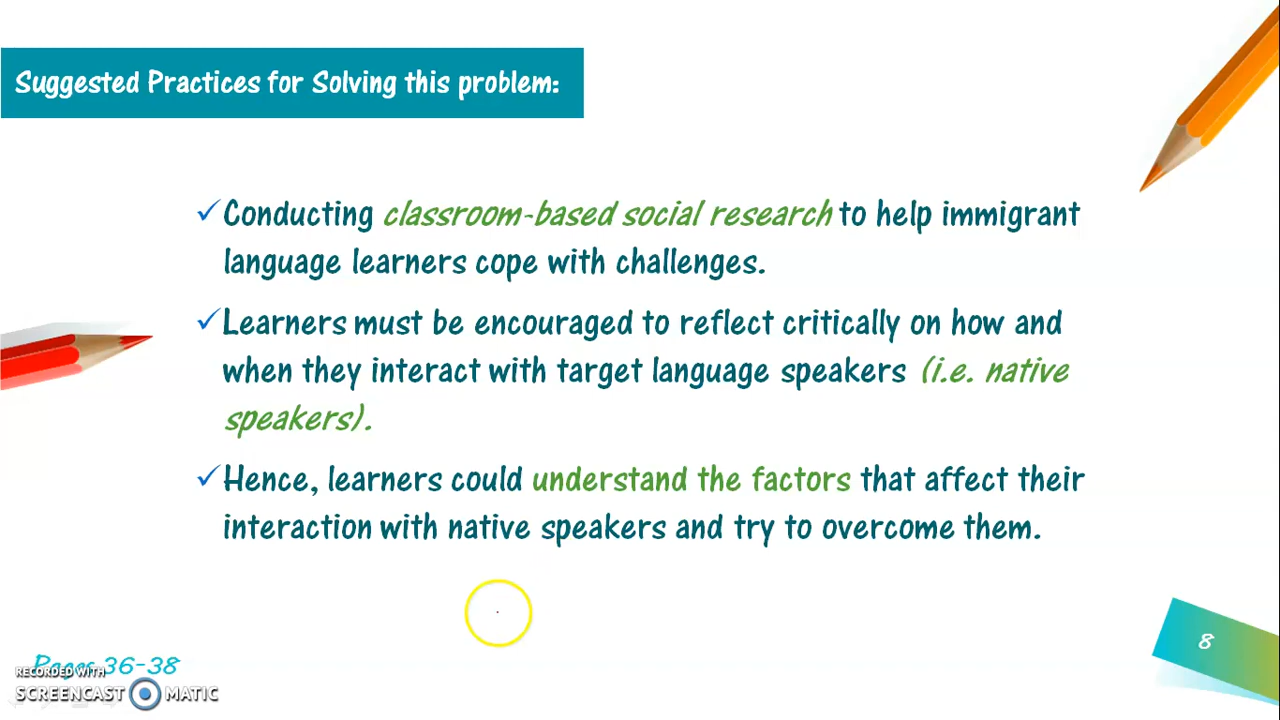 Suggested Practices for Solving this problem:
✓Conducting classroom-based social research to help immigrant
language learners cope with challenges.
✓Learners must be encouraged to reflect critically on how and
when they interact with target language speakers (i.e. native
speakers).
✓Hence, learners could understand the factors that affect their
interaction with native speakers and try to overcome them.
8
Pages 36-38
RECORDED WITH
SCREENCAST MATIC